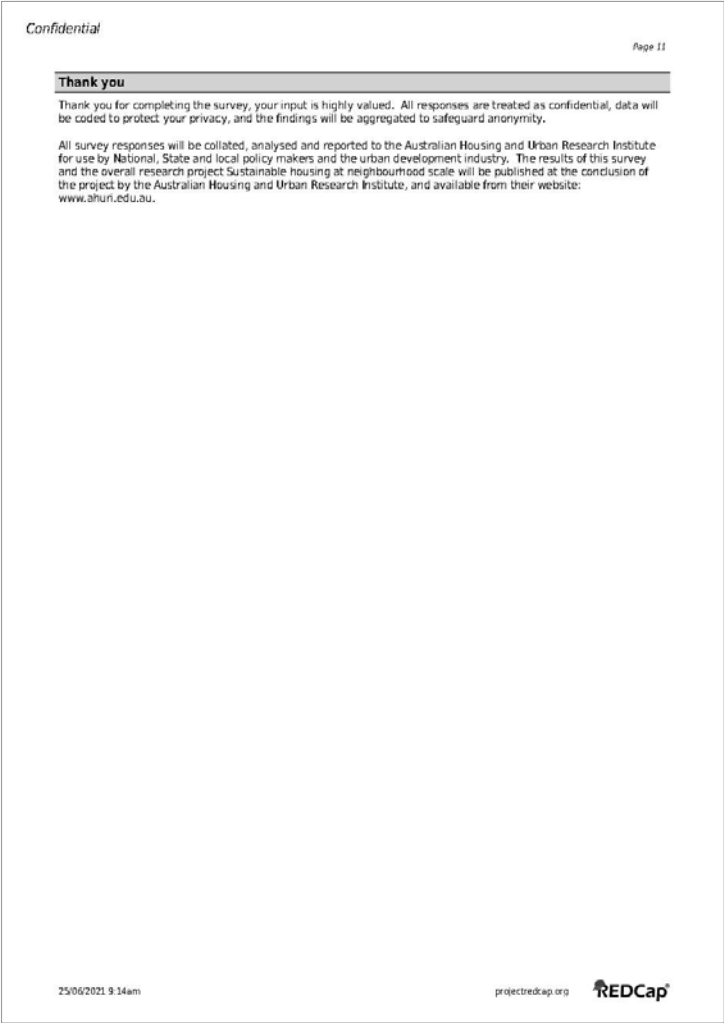 Confidential
Page 11
Thank you
Thank you for completing the survey, your input is highly valued.  All responses are treated as confidential, data will
be coded to protect your privacy, and the findings will be aggregated to safeguard anonymity.
All survey responses will be collated, analysed and reported to the Australian Housing and Urban Research Institute
for use by National, State and local policy makers and the urban development industry.  The results of this survey
and the overall research project Sustainable housing at neighbourhood scale will be published at the conclusion of
the project by the Australian Housing and Urban Research Institute, and available from their website:
www.ahuri.edu.au.
25/06/2021 9:14am
projectredcap.org
REDCap®